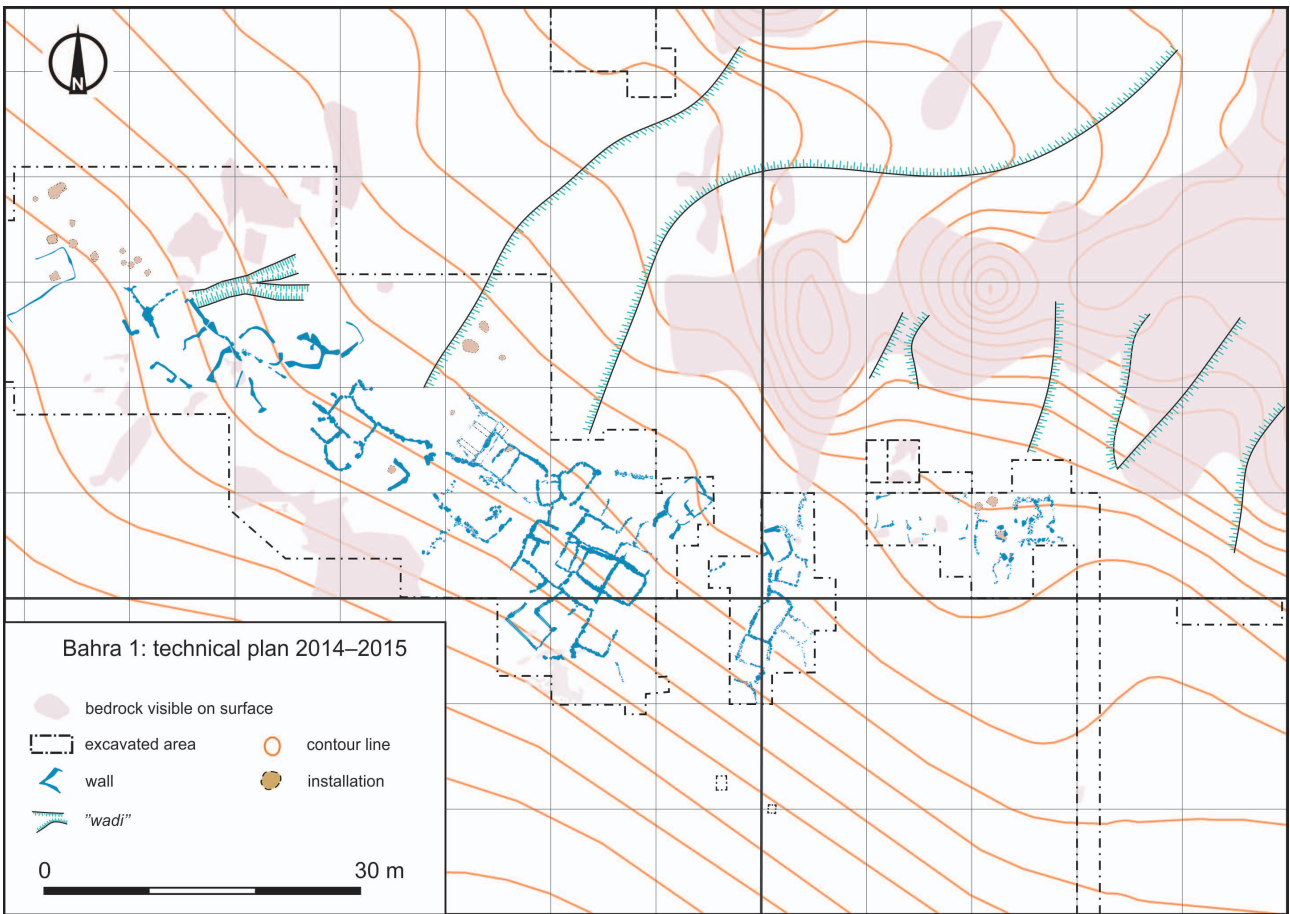 N
Bahra 1: technical plan 2014–2015
bedrock visible on surface
excavated area
contour line
wall
installation
"wadi"
0
30 m